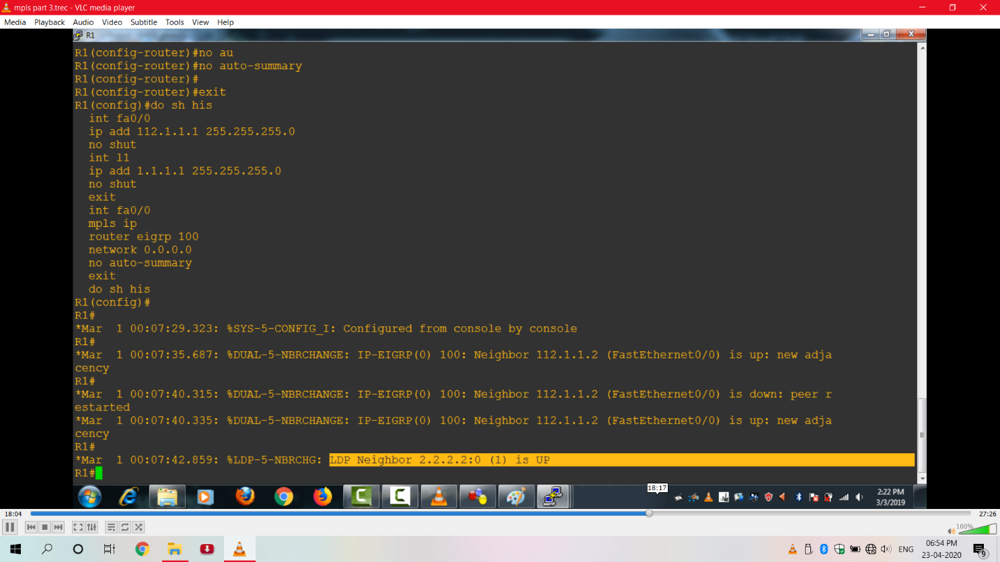 mpls part 3.trec - VLC media player
Media Playback Audio Video Subtitle Tools View Help
R1
R1(config-router)#no au
R1(config-router)#no auto-summary
R1(config-router)#
R1(config-router)#exit
R1(config)#do sh his
int fa0/0
ip add 112.1.1.1 255.255.255.0
no shut
int l1
ip add 1.1.1.1 255.255.255.0
no shut
exit
int fa0/0
mpls ip
router eigrp 100
network 0.0.0.0
no auto-summary
exit
do sh his
R1(config)#
R1#
*Mar  1 00:07:29.323: %SYS-5-CONFIG_I: Configured from console by console
R1#
*Mar  1 00:07:35.687: %DUAL-5-NBRCHANGE: IP-EIGRP(0) 100: Neighbor 112.1.1.2 (FastEthernet0/0) is up: new adja
cency
R1#
*Mar  1 00:07:40.315: %DUAL-5-NBRCHANGE: IP-EIGRP(0) 100: Neighbor 112.1.1.2 (FastEthernet0/0) is down: peer r
estarted
*Mar  1 00:07:40.335: %DUAL-5-NBRCHANGE: IP-EIGRP(0) 100: Neighbor 112.1.1.2 (FastEthernet0/0) is up: new adja
cency
R1#
*Mar  1 00:07:42.859: %LDP-5-NBRCHG: LDP Neighbor 2.2.2.2:0 (1) is UP
R1#
18:17
2:22 PM
3/3/2019
18:04
27:26
100%
ENG
06:54 PM
23-04-2020
9